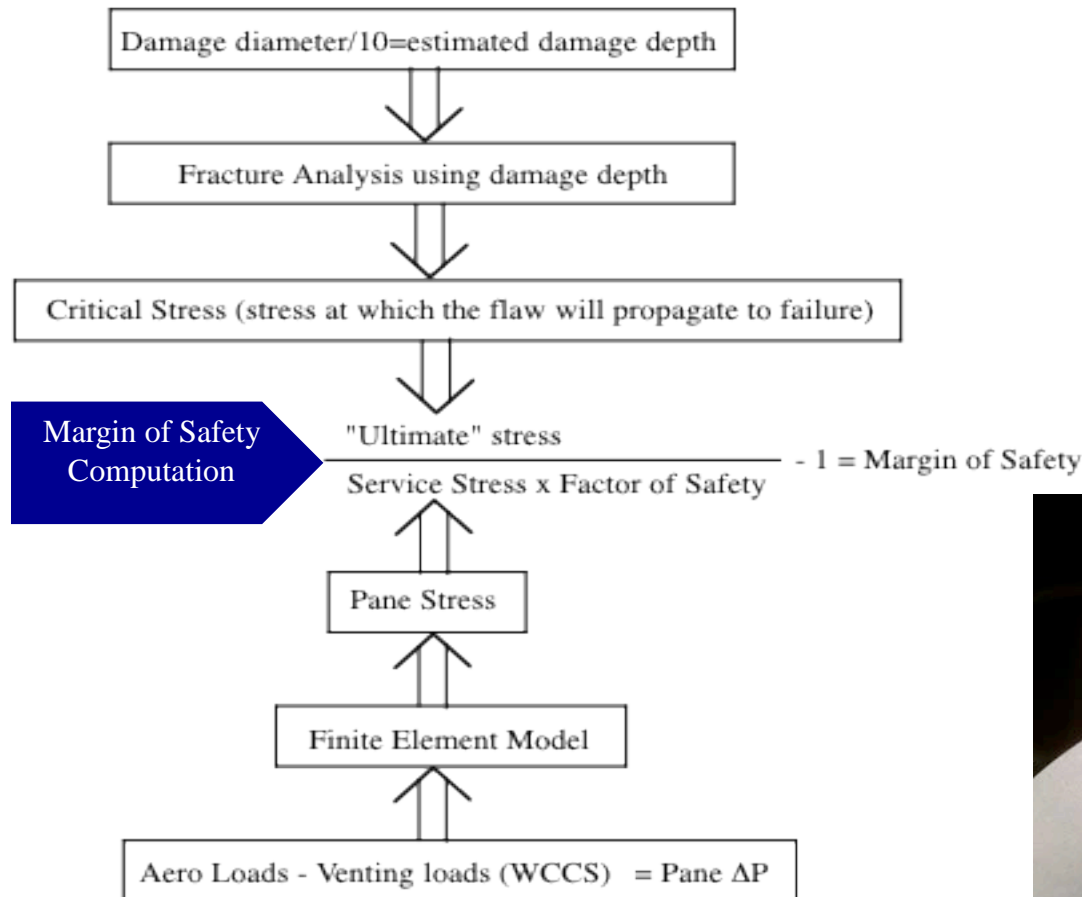 Damage diameter/10=estimated damage depth
Fracture Analysis using damage depth
Critical Stress (stress at which the flaw will propagate to failure)
Margin of Safety
Computation
"Ultimate" stress
Service Stress x Factor of Safety
- 1 = Margin of Safety
Pane Stress
Finite Element Model
Aero Loads - Venting loads (WCCS) = Pane ΔP